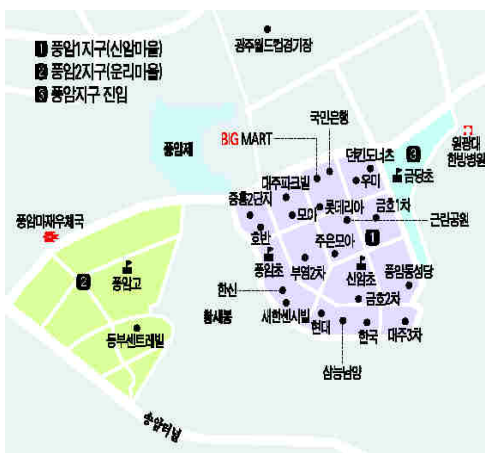 1 풍암1지구(신암마을)
2 풍암2지구(운리마을)
3 풍암지구 진입
광주월드컵경기장
국민은행
BIG MART
풍암제
던킨도너츠
3
원광대
한방병원
우미
금당초
대주파크빌
중흥2단지
롯데리아
금호1차
모아
근린공원
풍암마재우체국
호반
주은모아
1
풍암초
부영2차
신암초
풍암동성당
2
풍암고
한신
금호2차
황새봉
새한센시빌
현대
한국
대주3차
동부센트레빌
삼능남양
송암터널